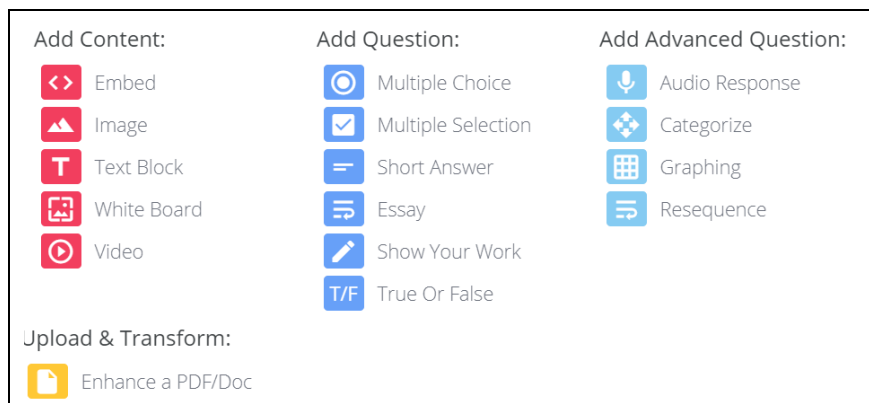 Add Content:
Embed
Image
T Text Block
White Board
Video
Add Question:
Multiple Choice
Multiple Selection
Short Answer
Essay
Show Your Work
T/F True Or False
Add Advanced Question:
Audio Response
Categorize
Graphing
Resequence
Upload & Transform:
Enhance a PDF/Doc